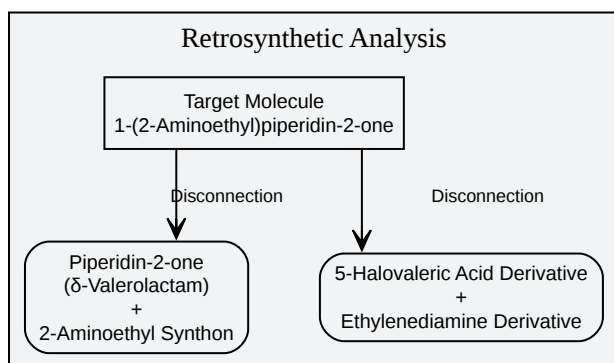 Retrosynthetic Analysis
Target Molecule
1-(2-Aminoethyl)piperidin-2-one
Disconnection
Disconnection
Piperidin-2-one
(δ-Valerolactam)
+
2-Aminoethyl Synthon
5-Halovaleric Acid Derivative
+
Ethylenediamine Derivative